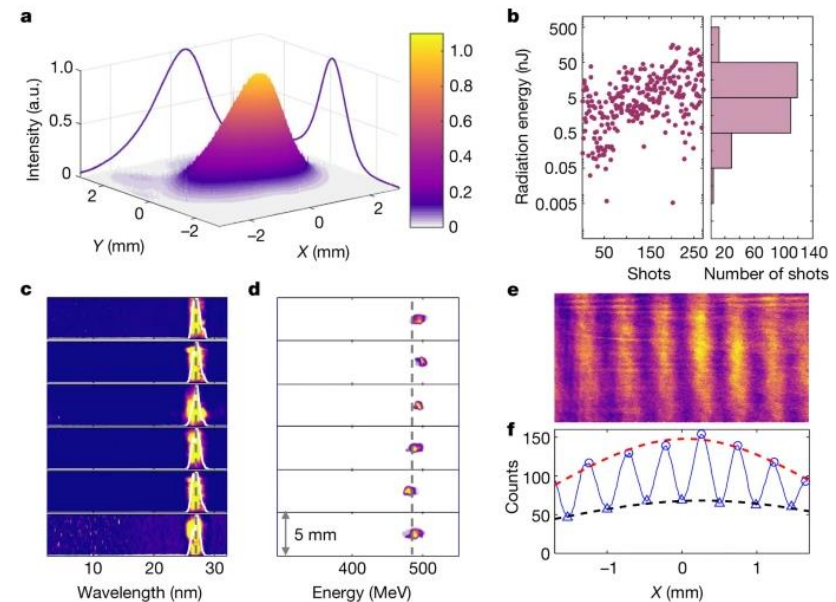 a
Intensity (a.u.)
1.0
0.5
0
2
0
−2
Y (mm)
−2
0
2
X (mm)
1.0
0.8
0.6
0.4
0.2
0
b
Radiation energy (nJ)
500
50
5
0.5
0.05
0.005
50
150
250
Shots
20
60
100
140
Number of shots
c
10
20
30
Wavelength (nm)
d
5 mm
400
500
Energy (MeV)
e
f
Counts
150
100
50
0
−1
0
1
X (mm)